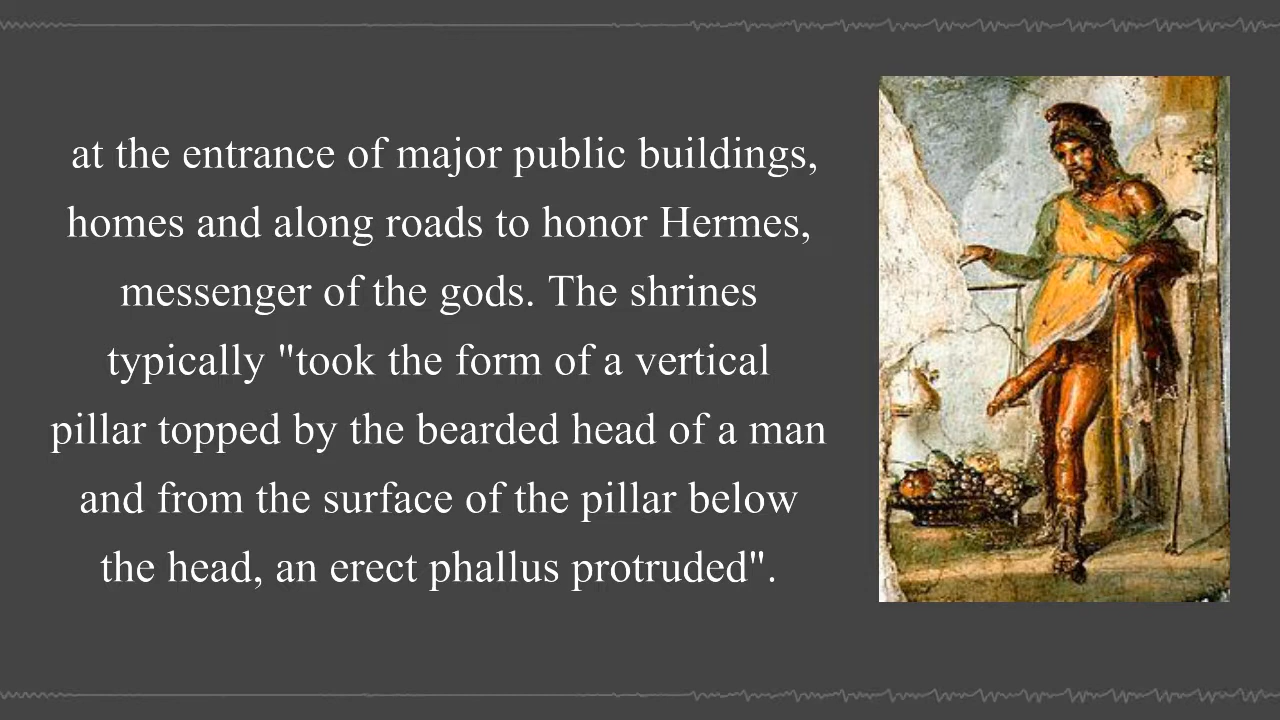 at the entrance of major public buildings,
homes and along roads to honor Hermes,
messenger of the gods. The shrines
typically "took the form of a vertical
pillar topped by the bearded head of a man
and from the surface of the pillar below
the head, an erect phallus protruded".